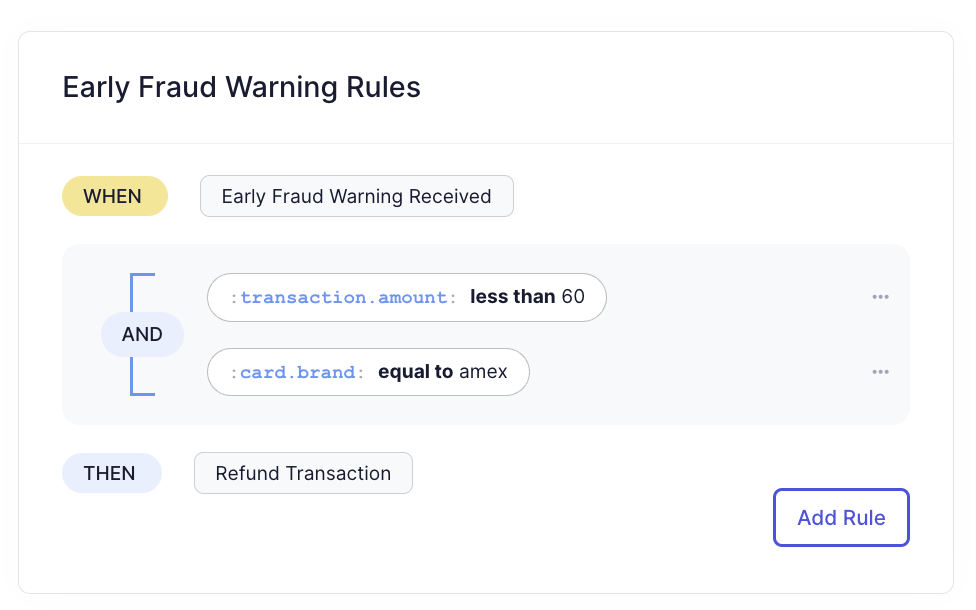 Early Fraud Warning Rules
WHEN Early Fraud Warning Received
:transaction.amount: less than 60
AND
:card.brand: equal to amex
THEN Refund Transaction
Add Rule